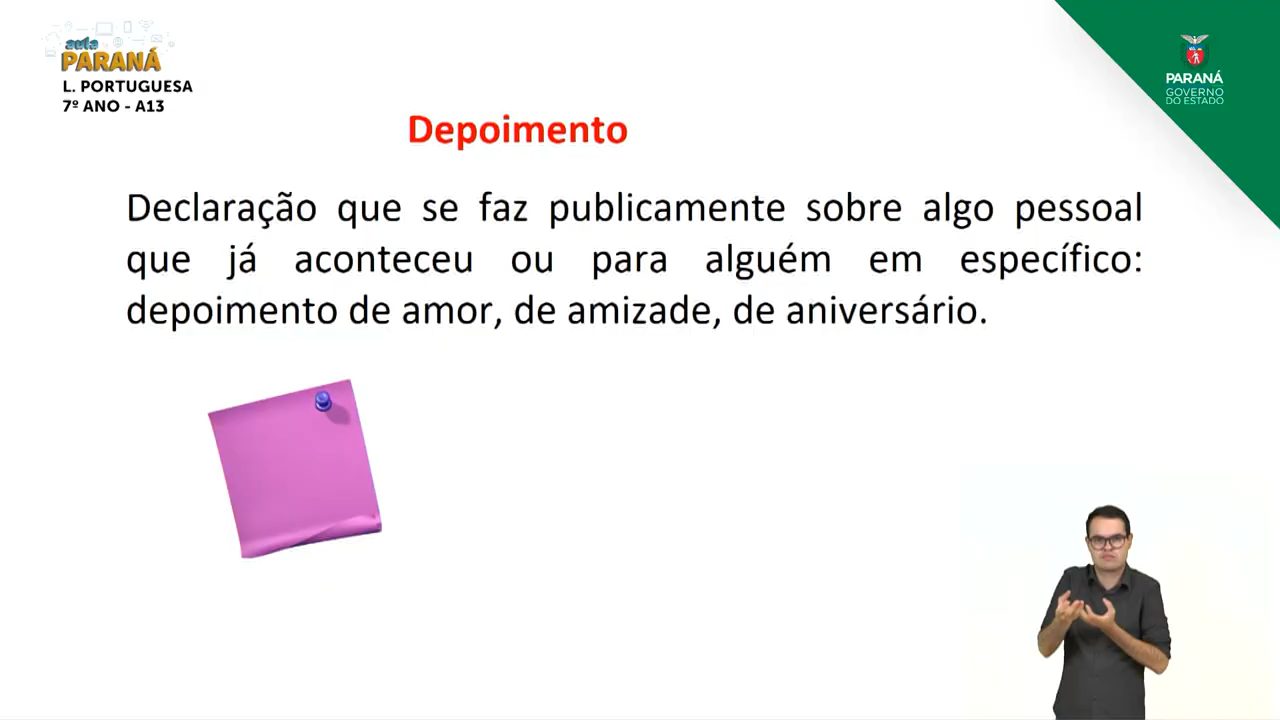 aula
PARANÁ
L. PORTUGUESA
7º ANO - A13
PARANÁ
GOVERNO
DO ESTADO
Depoimento
Declaração que se faz publicamente sobre algo pessoal
que já aconteceu ou para alguém em específico:
depoimento de amor, de amizade, de aniversário.